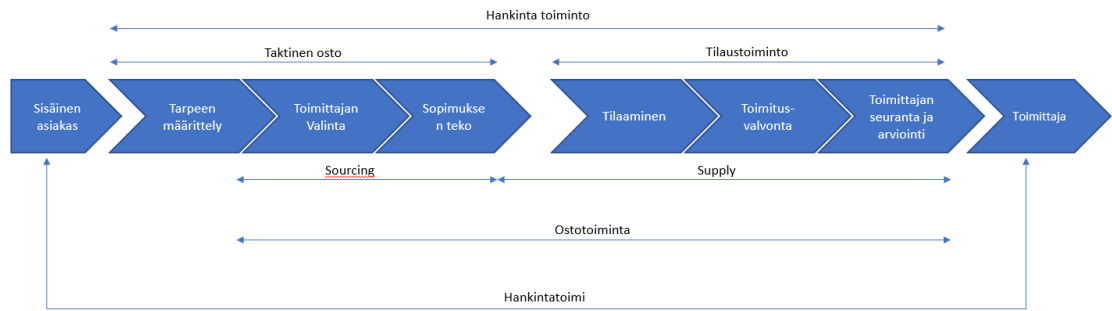 Hankinta toiminto
Taktinen osto
Tilaustoiminto
Sisäinen
asiakas
Tarpeen
määrittely
Toimittajan
Valinta
Sopimukse
n teko
Tilaaminen
Toimitus-
valvonta
Toimittajan
seuranta ja
arviointi
Toimittaja
Sourcing
Supply
Ostotoiminta
Hankintatoimi